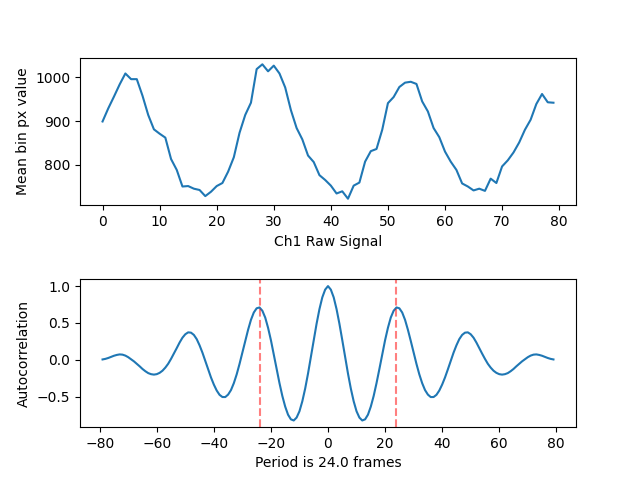 1000
900
800
Mean bin px value
0 10 20 30 40 50 60 70 80
Ch1 Raw Signal
1.0
0.5
0.0
−0.5
Autocorrelation
−80 −60 −40 −20 0 20 40 60 80
Period is 24.0 frames